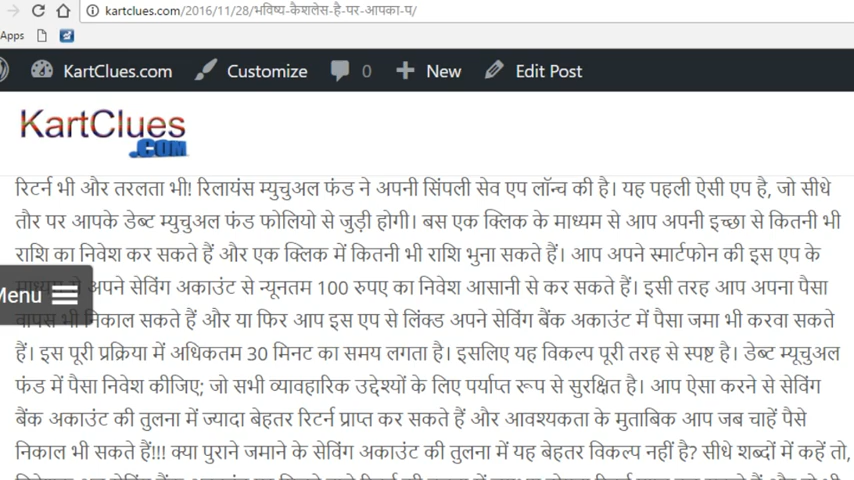 kartclues.com/2016/11/28/भविष्य-कैशलेस-है-पर-आपका-प/
Apps
KartClues.com Customize 0 New Edit Post
KartClues
.COM
रिटर्न भी और तरलता भी! रिलायंस म्युचुअल फंड ने अपनी सिंपली सेव एप लॉन्च की है। यह पहली ऐसी एप है, जो सीधे
तौर पर आपके डेब्ट म्युचुअल फंड फोलियो से जुड़ी होगी। बस एक क्लिक के माध्यम से आप अपनी इच्छा से कितनी भी
राशि का निवेश कर सकते हैं और एक क्लिक में कितनी भी राशि भुना सकते हैं। आप अपने स्मार्टफोन की इस एप के
माध्यम से अपने सेविंग अकाउंट से न्यूनतम 100 रुपए का निवेश आसानी से कर सकते हैं। इसी तरह आप अपना पैसा
Menu
वापस भी निकाल सकते हैं और या फिर आप इस एप से लिंक्ड अपने सेविंग बैंक अकाउंट में पैसा जमा भी करवा सकते
हैं। इस पूरी प्रक्रिया में अधिकतम 30 मिनट का समय लगता है। इसलिए यह विकल्प पूरी तरह से स्पष्ट है। डेब्ट म्यूचुअल
फंड में पैसा निवेश कीजिए; जो सभी व्यावहारिक उद्देश्यों के लिए पर्याप्त रूप से सुरक्षित है। आप ऐसा करने से सेविंग
बैंक अकाउंट की तुलना में ज्यादा बेहतर रिटर्न प्राप्त कर सकते हैं और आवश्यकता के मुताबिक आप जब चाहें पैसे
निकाल भी सकते हैं!!! क्या पुराने जमाने के सेविंग अकाउंट की तुलना में यह बेहतर विकल्प नहीं है? सीधे शब्दों में कहें तो,